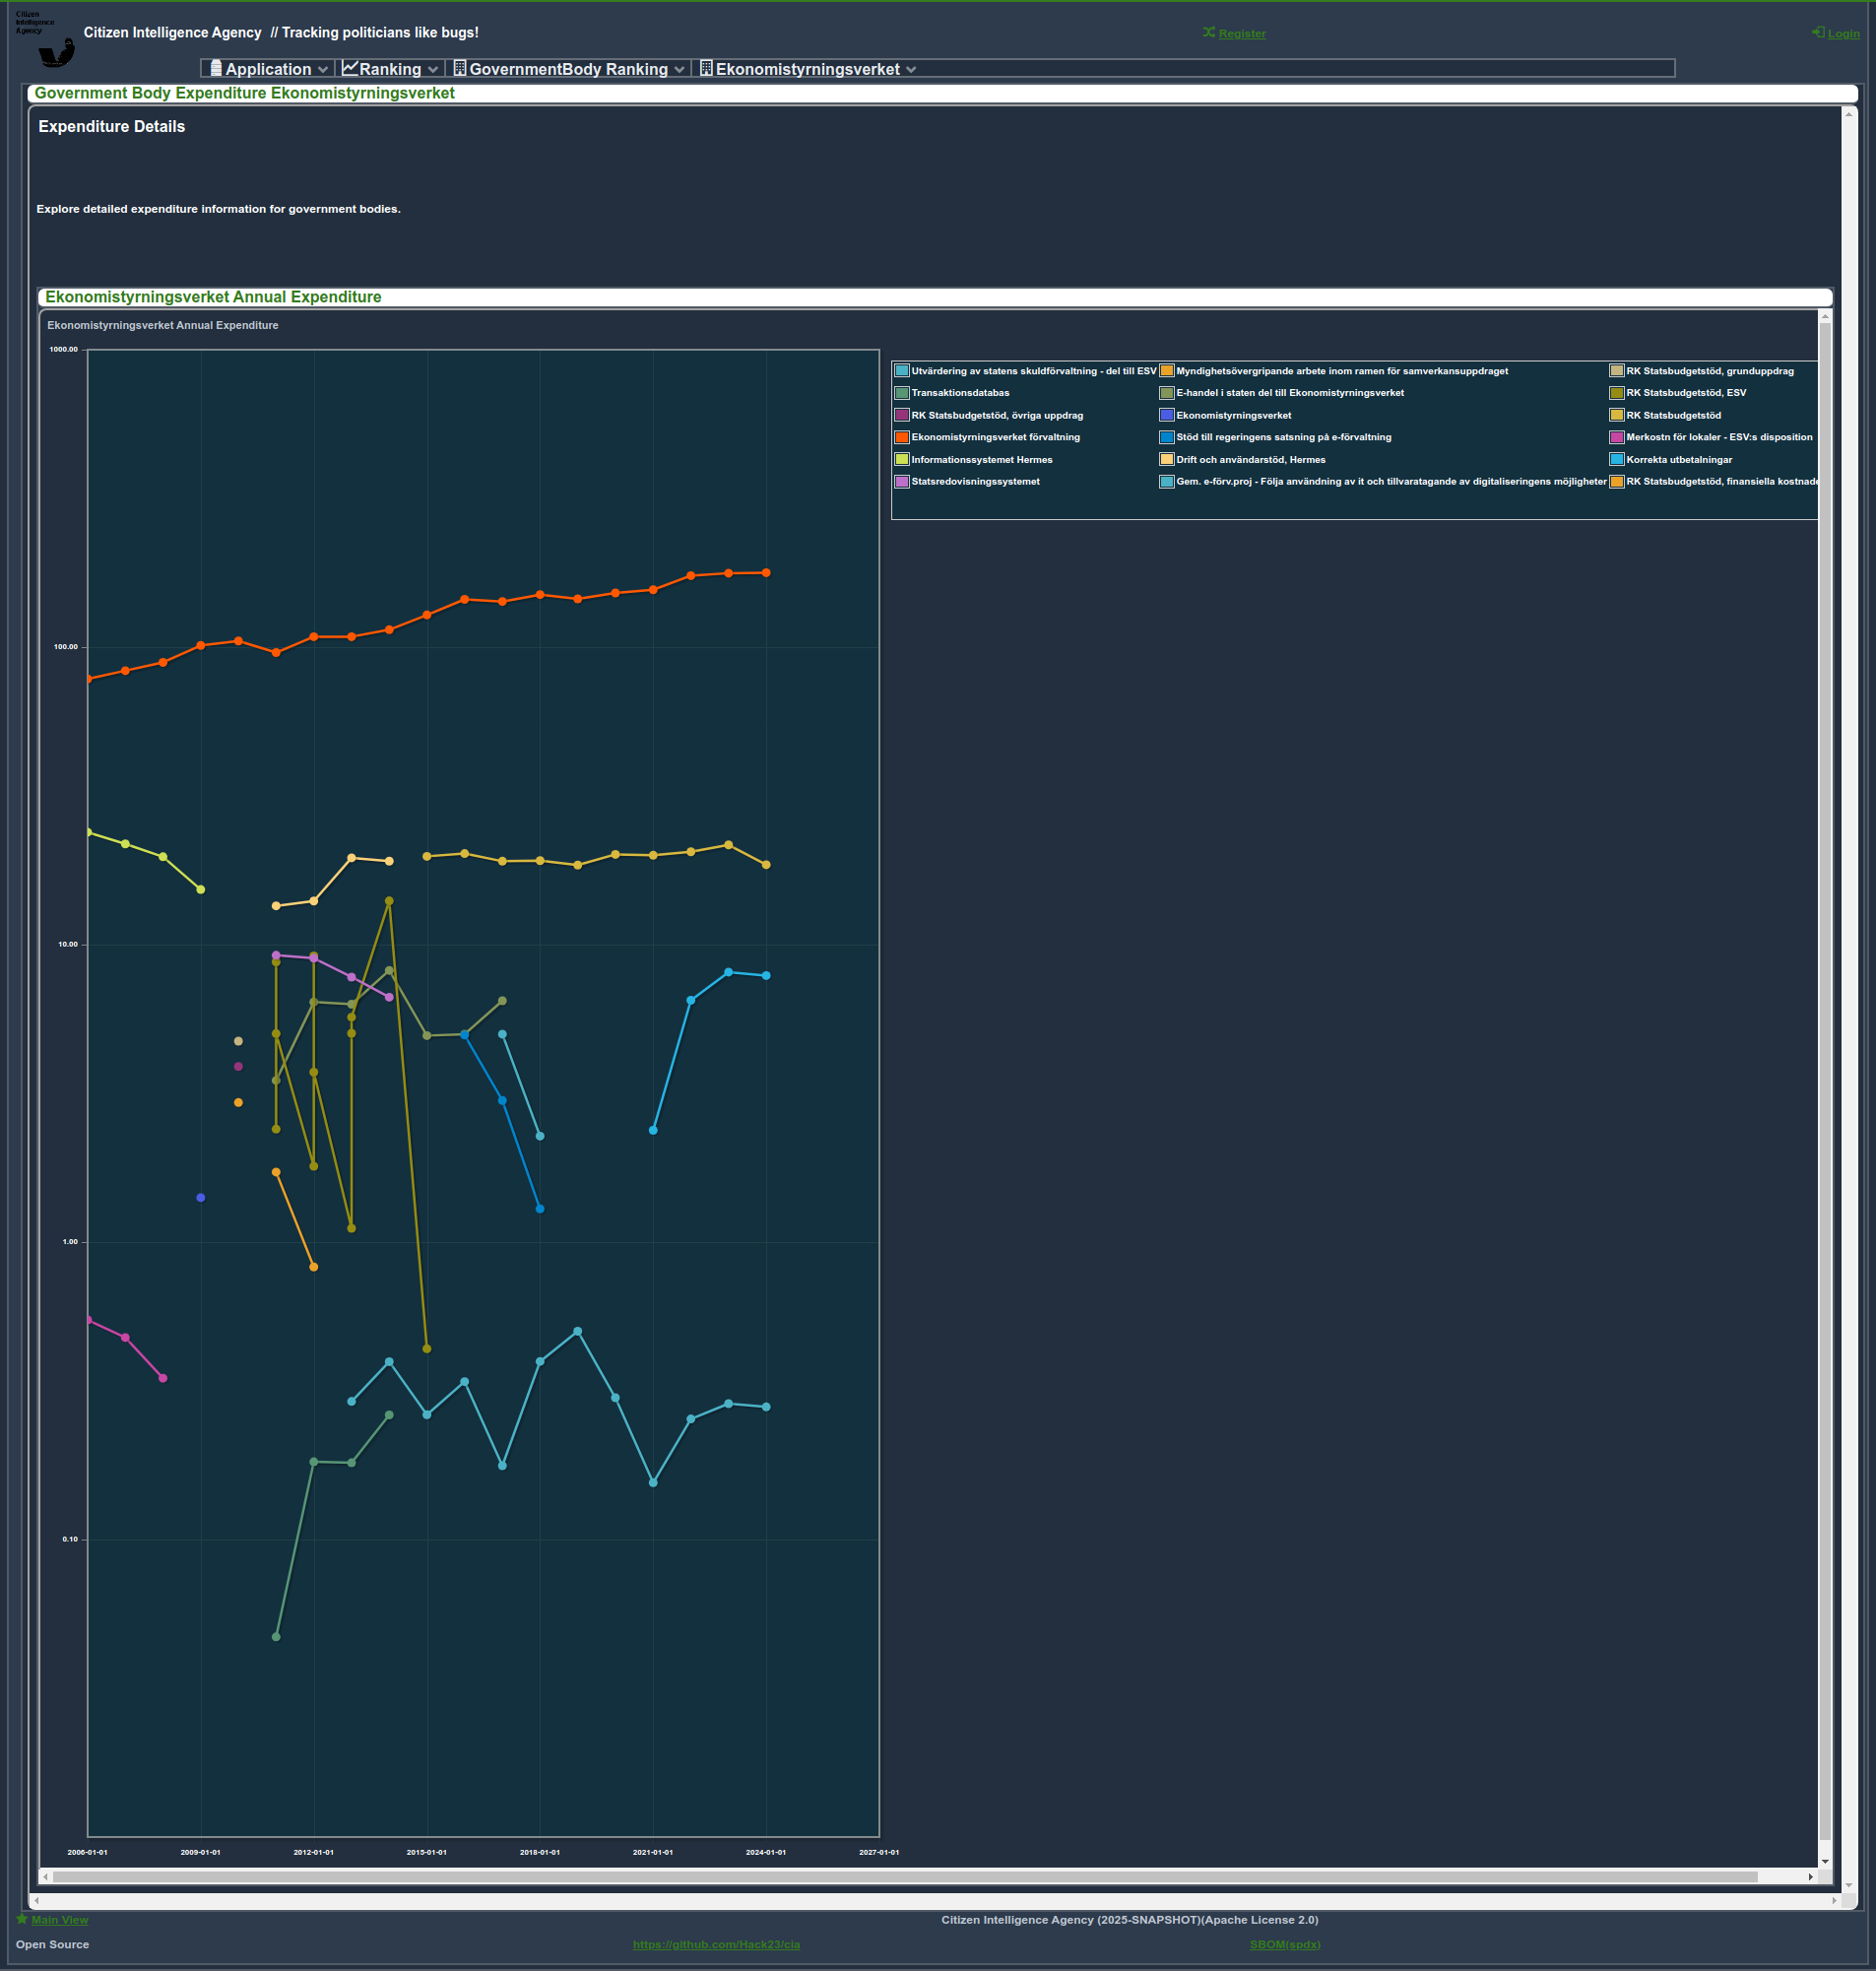 Citizen
Intelligence
Agency
Citizen Intelligence Agency // Tracking politicians like bugs!
Register
Login
Application
Ranking
GovernmentBody Ranking
Ekonomistyrningsverket
Government Body Expenditure Ekonomistyrningsverket
Expenditure Details
Explore detailed expenditure information for government bodies.
Ekonomistyrningsverket Annual Expenditure
Ekonomistyrningsverket Annual Expenditure
1000.00
100.00
10.00
1.00
0.10
Utvärdering av statens skuldförvaltning - del till ESV
Myndighetsövergripande arbete inom ramen för samverkansuppdraget
RK Statsbudgetstöd, grunduppdrag
Transaktionsdatabas
E-handel i staten del till Ekonomistyrningsverket
RK Statsbudgetstöd, ESV
RK Statsbudgetstöd, övriga uppdrag
Ekonomistyrningsverket
RK Statsbudgetstöd
Ekonomistyrningsverket förvaltning
Stöd till regeringens satsning på e-förvaltning
Merkostn för lokaler - ESV:s disposition
Informationssystemet Hermes
Drift och användarstöd, Hermes
Korrekta utbetalningar
Statsredovisningssystemet
Gem. e-förv.proj - Följa användning av it och tillvaratagande av digitaliseringens möjligheter
RK Statsbudgetstöd, finansiella kostnade
2006-01-01
2009-01-01
2012-01-01
2015-01-01
2018-01-01
2021-01-01
2024-01-01
2027-01-01
Main View
Citizen Intelligence Agency (2025-SNAPSHOT)(Apache License 2.0)
Open Source
https://github.com/Hack23/cia
SBOM(spdx)